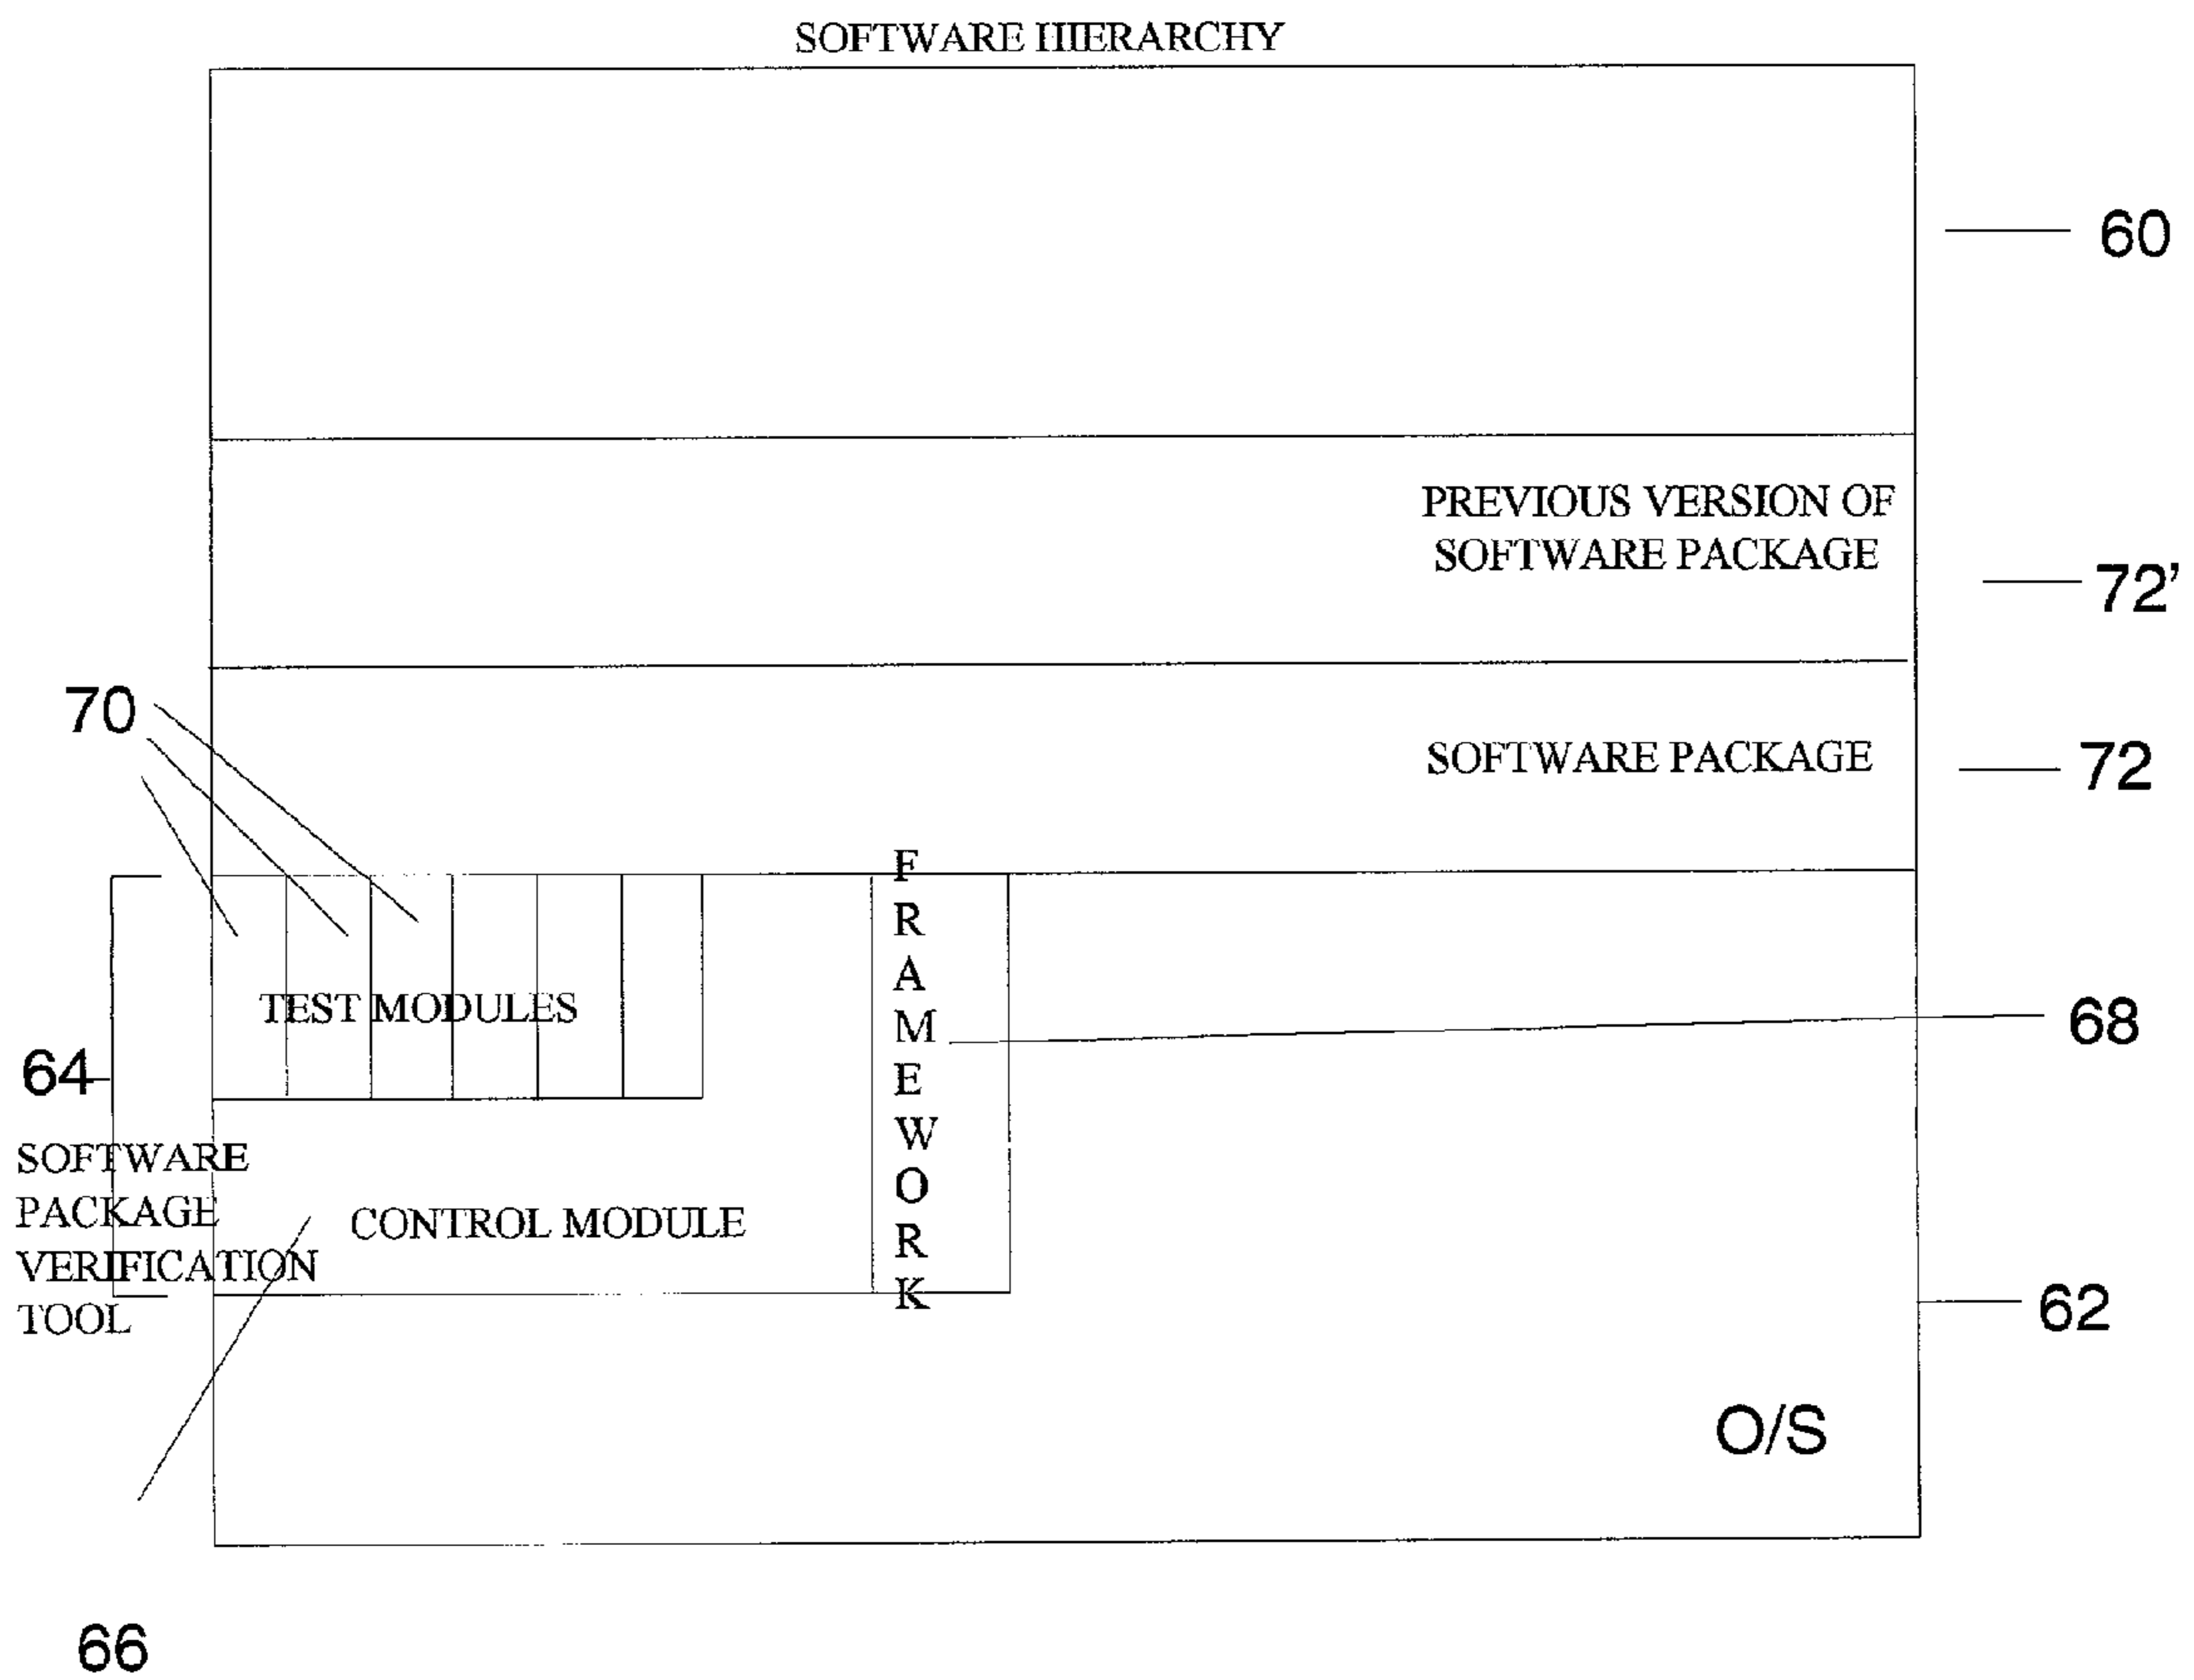 SOFTWARE HIERARCHY
60
PREVIOUS VERSION OF
SOFTWARE PACKAGE
72'
70
SOFTWARE PACKAGE
72
FRAMEWORK
TEST MODULES
68
64
SOFTWARE
PACKAGE
VERIFICATION
TOOL
CONTROL MODULE
62
O/S
66